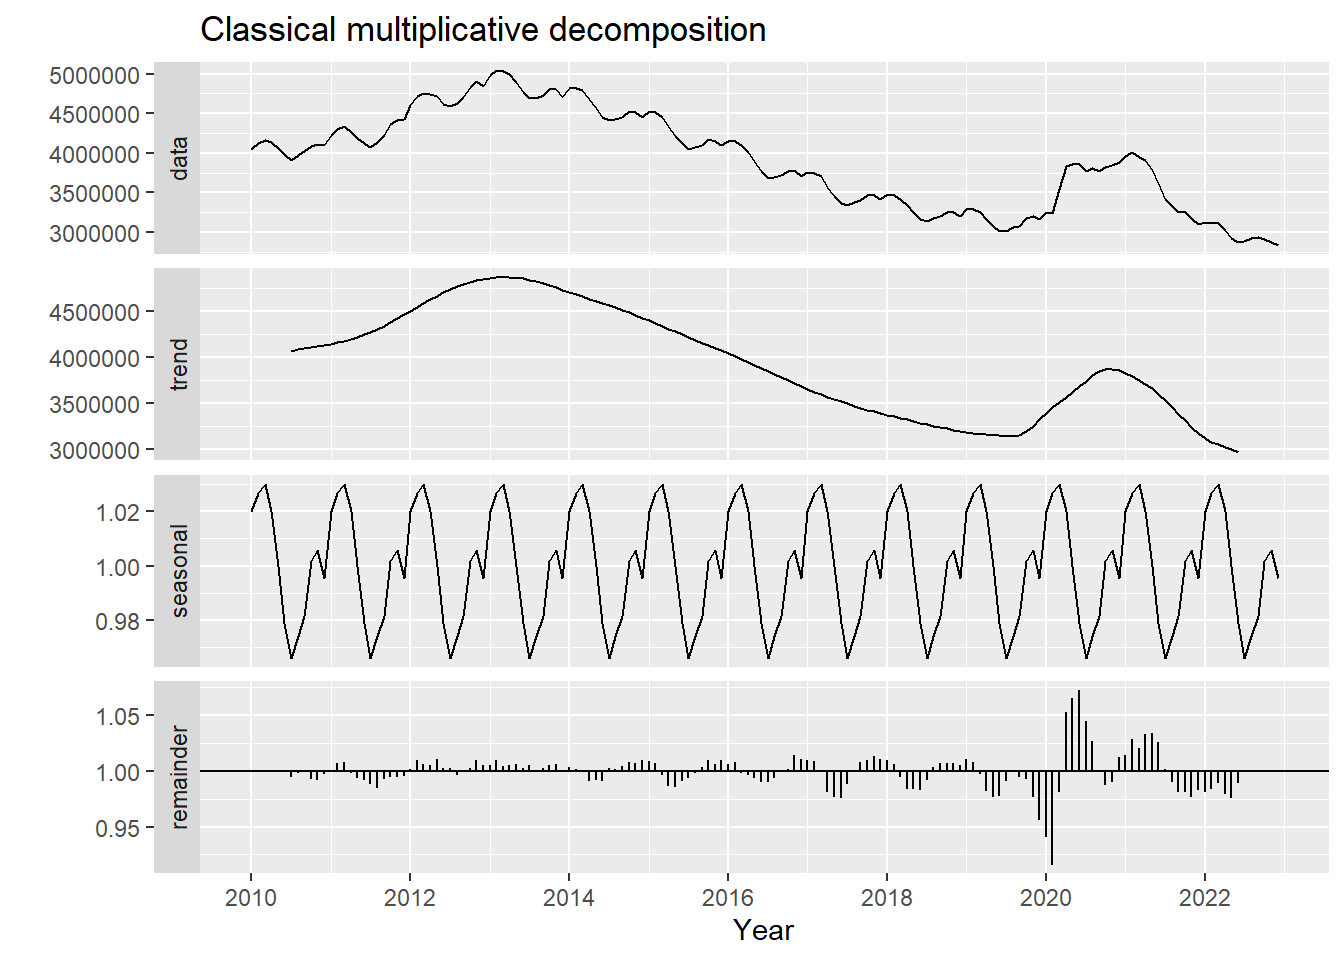 Classical multiplicative decomposition
5000000
4500000
4000000
3500000
3000000
data
4500000
4000000
3500000
3000000
trend
1.02
1.00
0.98
seasonal
1.05
1.00
0.95
remainder
2010 2012 2014 2016 2018 2020 2022
Year